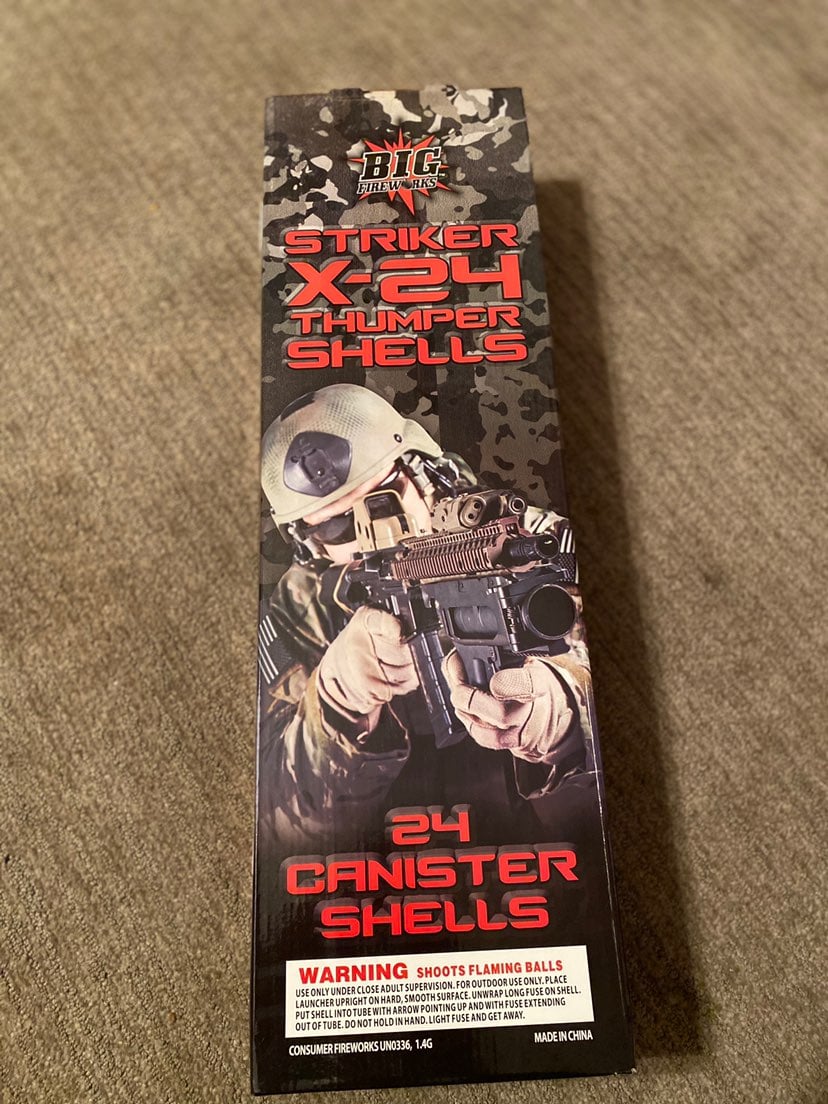 BIG
FIREWORKS
STRIKER
X-24
THUMPER
SHELLS
24
CANISTER
SHELLS
WARNING SHOOTS FLAMING BALLS
USE ONLY UNDER CLOSE ADULT SUPERVISION. FOR OUTDOOR USE ONLY. PLACE
LAUNCHER UPRIGHT ON HARD, SMOOTH SURFACE. UNWRAP LONG FUSE ON SHELL.
PUT SHELL INTO TUBE WITH ARROW POINTING UP AND WITH FUSE EXTENDING
OUT OF TUBE. DO NOT HOLD IN HAND. LIGHT FUSE AND GET AWAY.
CONSUMER FIREWORKS UN0336, 1.4G MADE IN CHINA